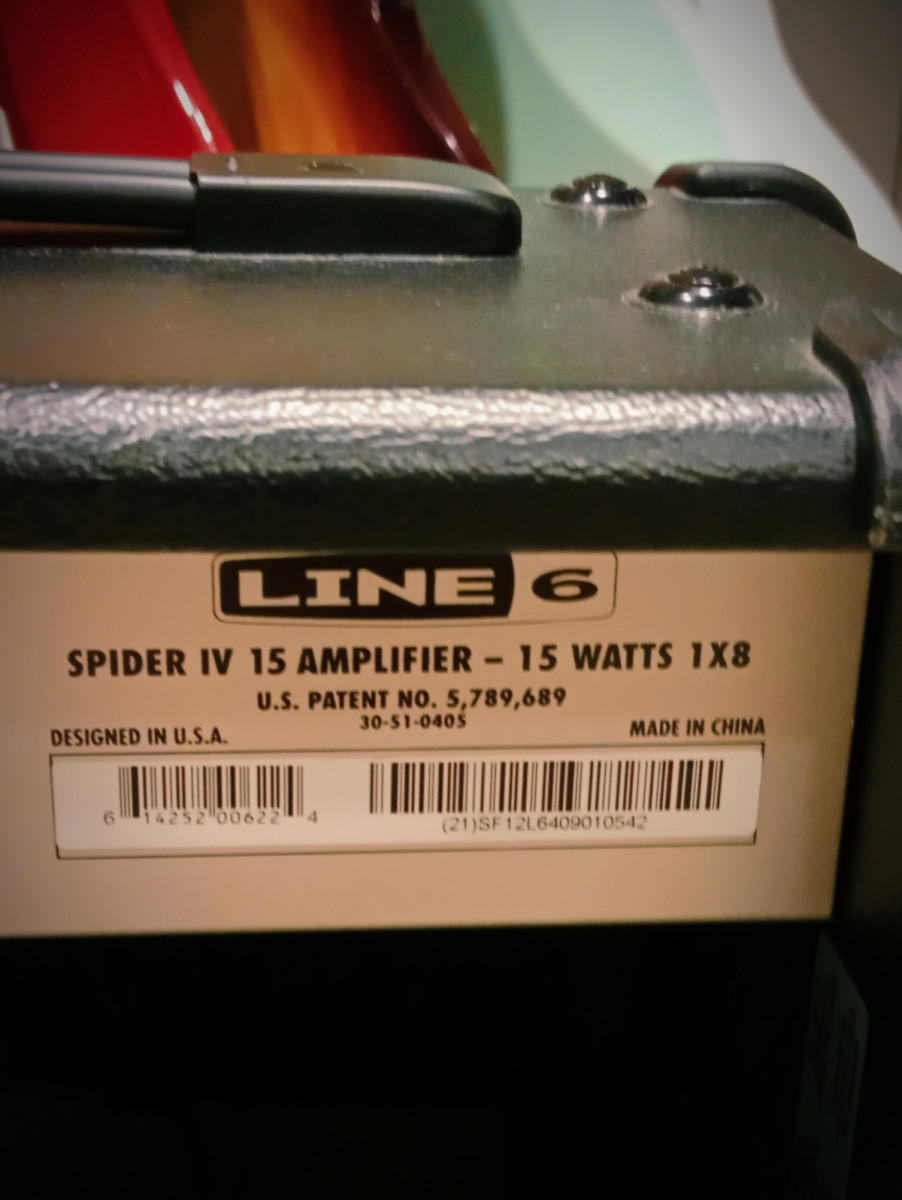 LINE 6
SPIDER IV 15 AMPLIFIER – 15 WATTS 1X8
U.S. PATENT NO. 5,789,689
30-51-0405
DESIGNED IN U.S.A. MADE IN CHINA
6 14252 00622 4
(21)SF12L6409010542